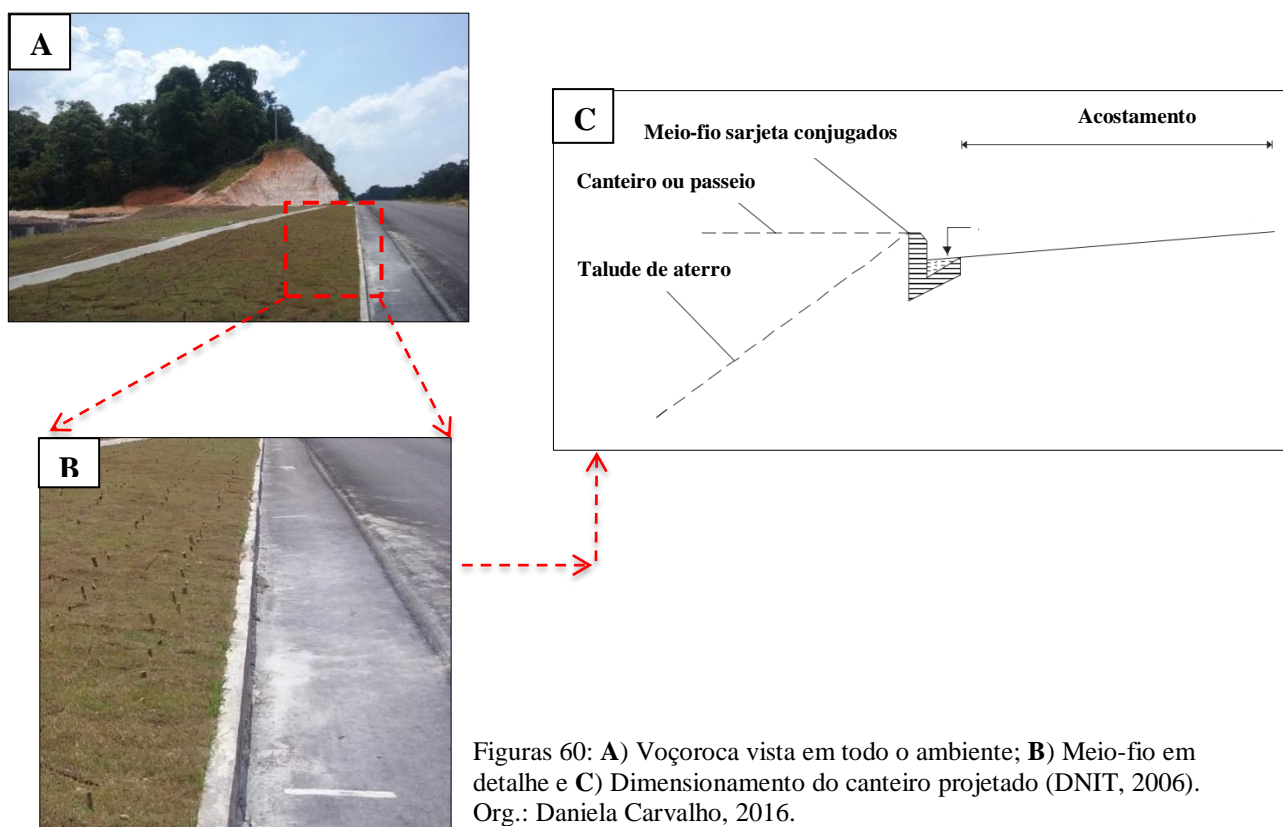 A
C
Meio-fio sarjeta conjugados
Acostamento
Canteiro ou passeio
Talude de aterro
B
Figuras 60: A) Voçoroca vista em todo o ambiente; B) Meio-fio em
detalhe e C) Dimensionamento do canteiro projetado (DNIT, 2006).
Org.: Daniela Carvalho, 2016.